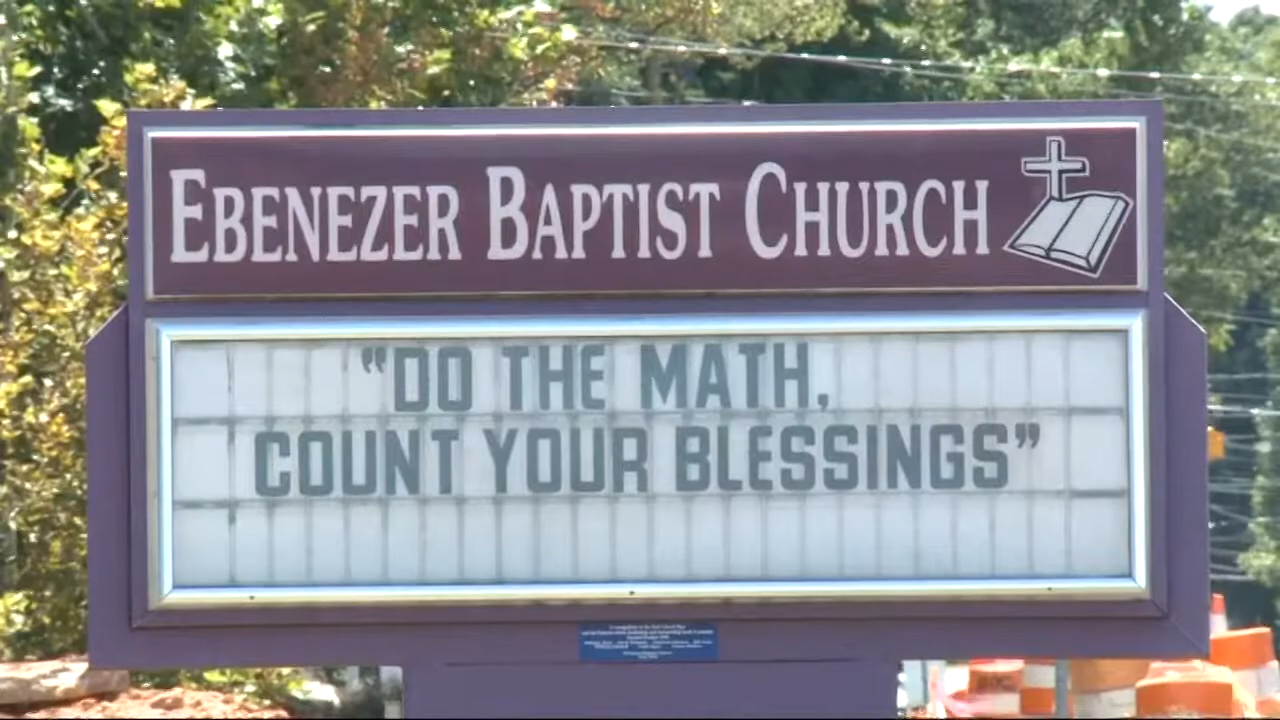 EBENEZER BAPTIST CHURCH
"DO THE MATH,
COUNT YOUR BLESSINGS"